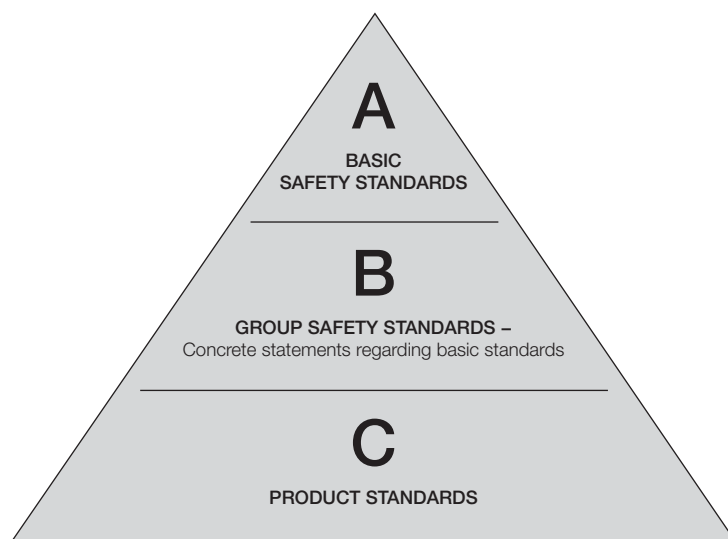 A
BASIC
SAFETY STANDARDS
B
GROUP SAFETY STANDARDS –
Concrete statements regarding basic standards
C
PRODUCT STANDARDS